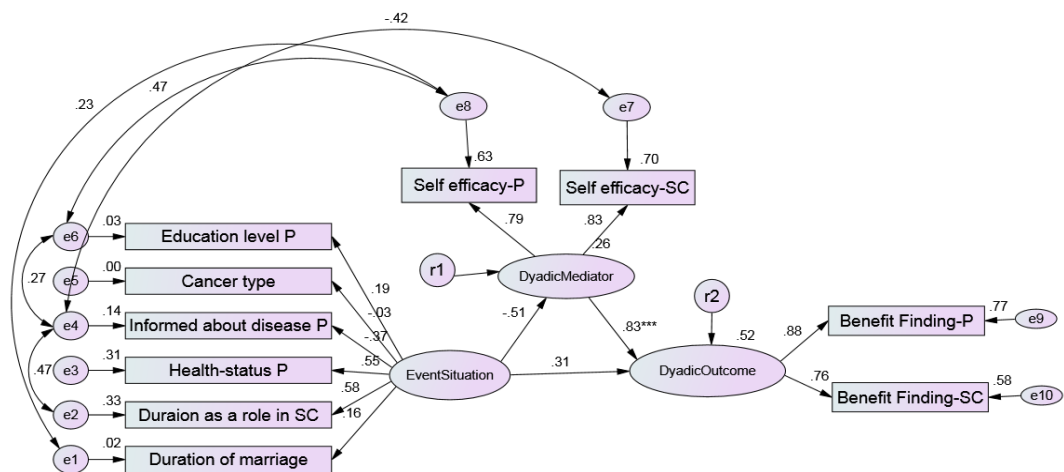 -.42
.47
.23
e8
e7
.63
.70
Self efficacy-P
Self efficacy-SC
.79
.83
.26
e6
.03
Education level P
r1
DyadicMediator
.27
e5
.00
Cancer type
.19
r2
-.03
e4
.14
Informed about disease P
-.37
-.51
.83***
.52
.88
Benefit Finding-P
.77
e9
.47
e3
.31
Health-status P
.55
EventSituation
.31
DyadicOutcome
.76
e2
.33
Duraion as a role in SC
.58
Benefit Finding-SC
.58
e10
.16
e1
.02
Duration of marriage